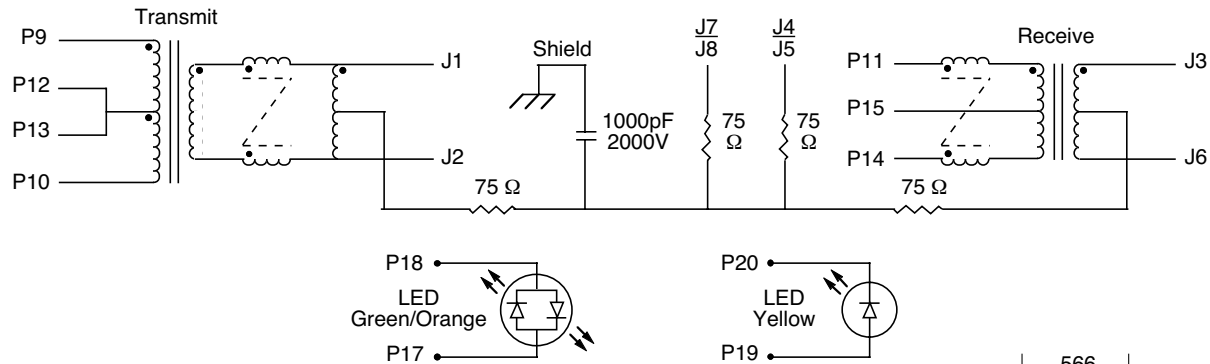 Transmit
P9
P12
P13
P10
J1
J2
75 Ω
Shield
1000pF
2000V
J7
J8
75
Ω
J4
J5
75
Ω
Receive
P11
P15
P14
J3
J6
75 Ω
P18
LED
Green/Orange
P17
P20
LED
Yellow
P19
.566